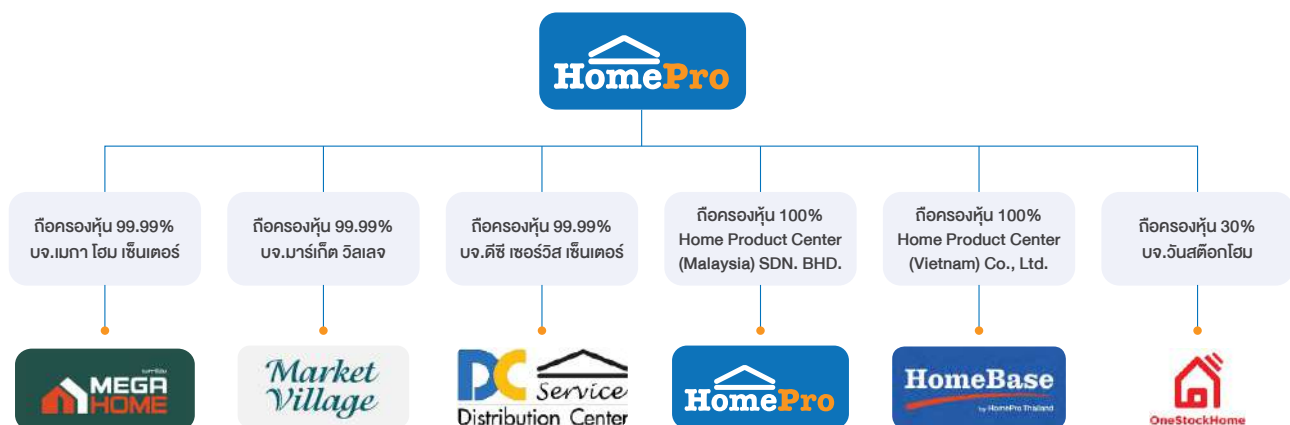 HomePro
ถือครองหุ้น 99.99%
บจ.เมกา โฮม เซ็นเตอร์
ถือครองหุ้น 99.99%
บจ.มาร์เก็ต วิลเลจ
ถือครองหุ้น 99.99%
บจ.ดีซี เซอร์วิส เซ็นเตอร์
ถือครองหุ้น 100%
Home Product Center
(Malaysia) SDN. BHD.
ถือครองหุ้น 100%
Home Product Center
(Vietnam) Co., Ltd.
ถือครองหุ้น 30%
บจ.วันสต๊อกโฮม
MEGA
HOME
Market
Village
DC Service
Distribution Center
HomePro
HomeBase
by HomePro Thailand
OneStockHome